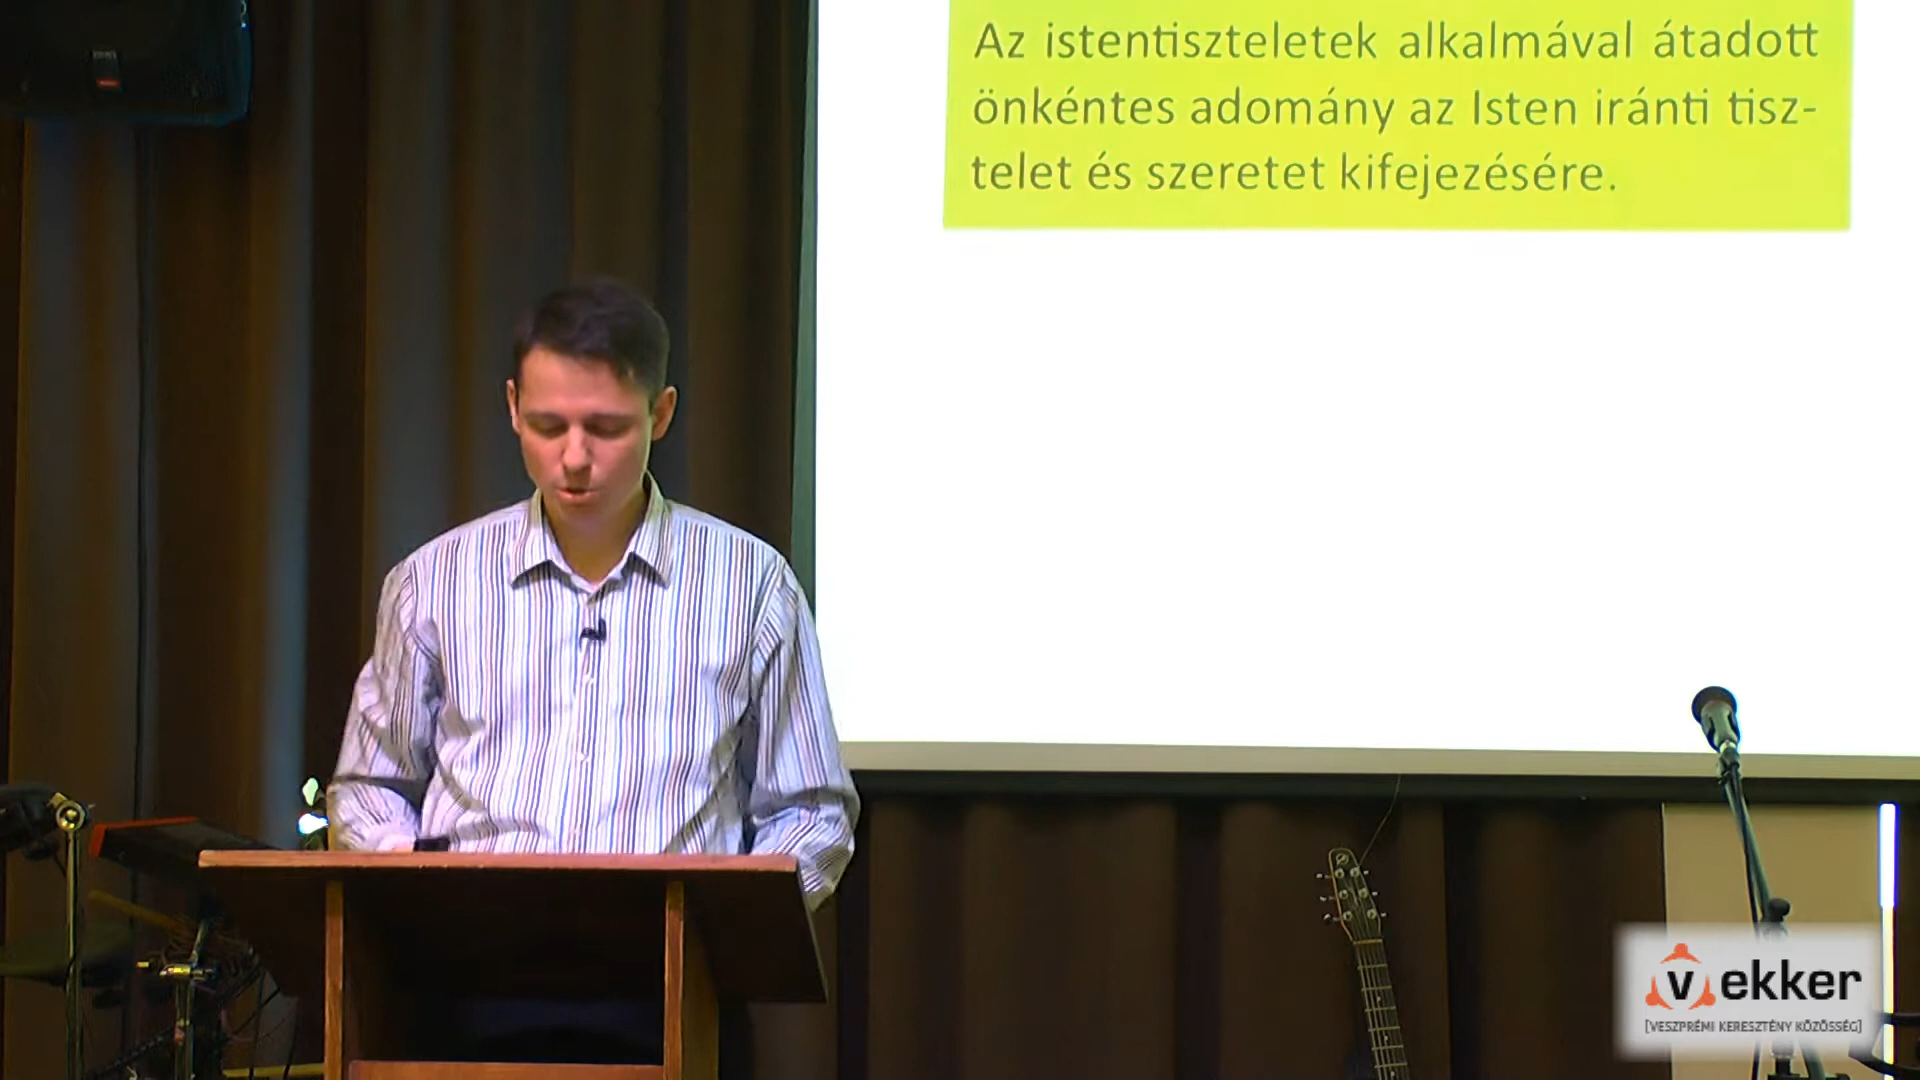 Az istentiszteletek alkalmával átadott
önkéntes adomány az Isten iránti tisz-
telet és szeretet kifejezésére.
vekker
[VESZPRÉMI KERESZTÉNY KÖZÖSSÉG]